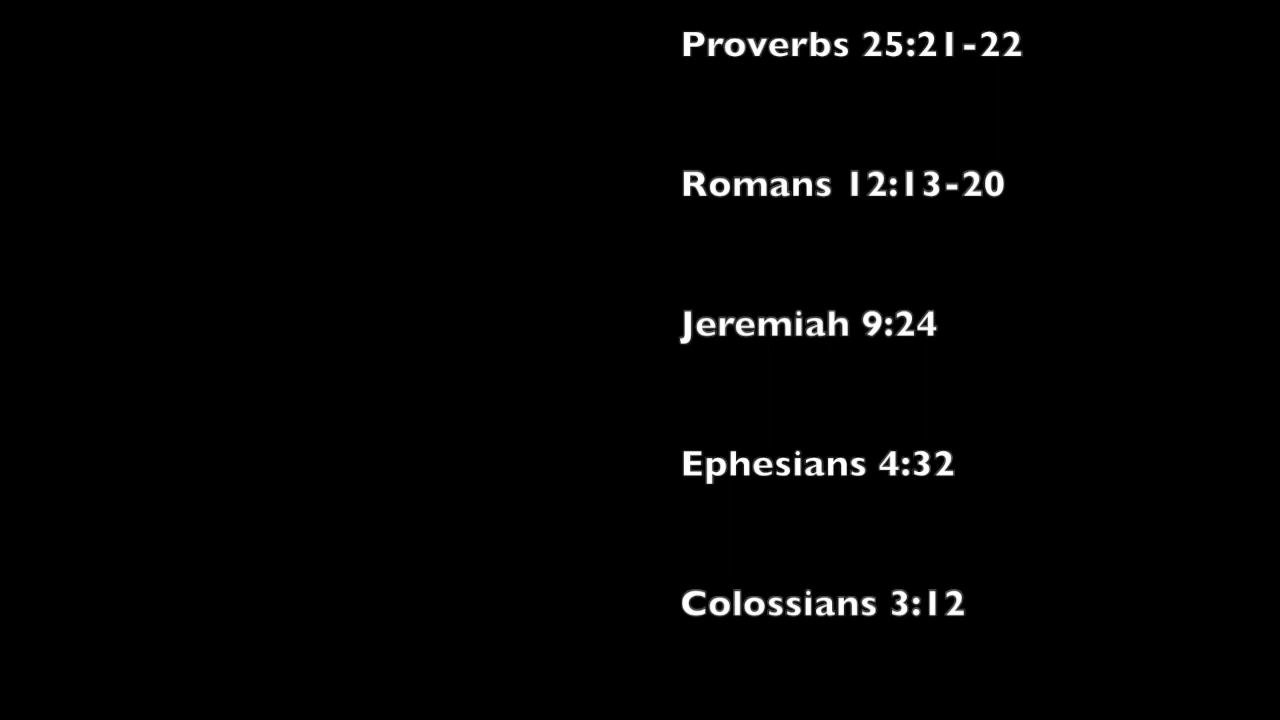 Proverbs 25:21-22
Romans 12:13-20
Jeremiah 9:24
Ephesians 4:32
Colossians 3:12